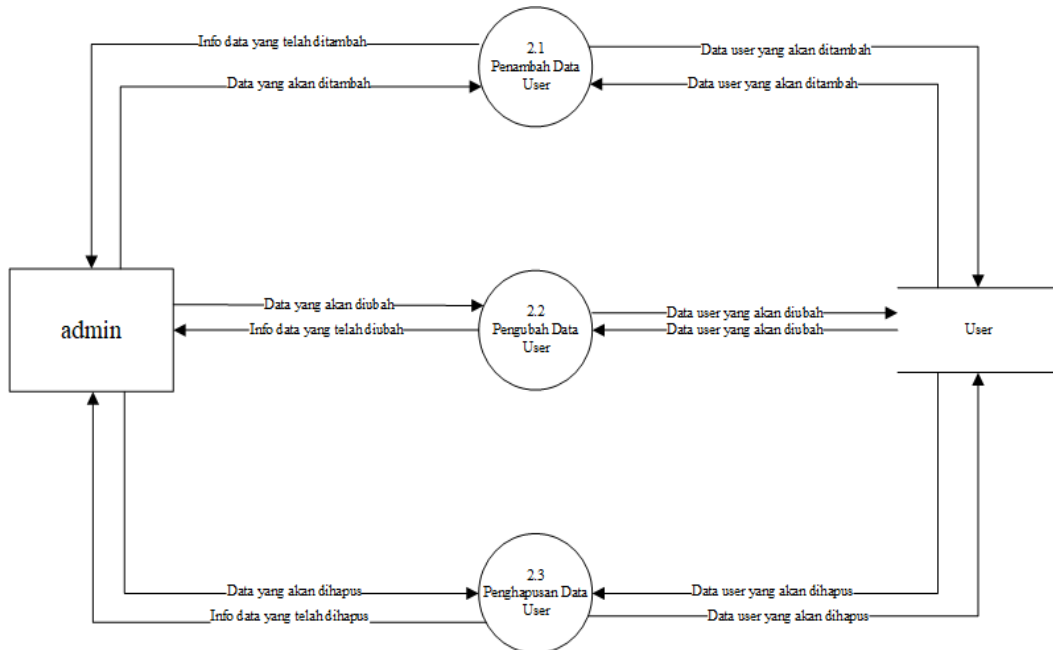 2.1
Penambah Data
User
Info data yang telah ditambah
Data user yang akan ditambah
Data yang akan ditambah
Data user yang akan ditambah
admin
2.2
Pengubah Data
User
Data yang akan diubah
Info data yang telah diubah
Data user yang akan diubah
Data user yang akan diubah
User
2.3
Penghapusan Data
User
Data yang akan dihapus
Info data yang telah dihapus
Data user yang akan dihapus
Data user yang akan dihapus